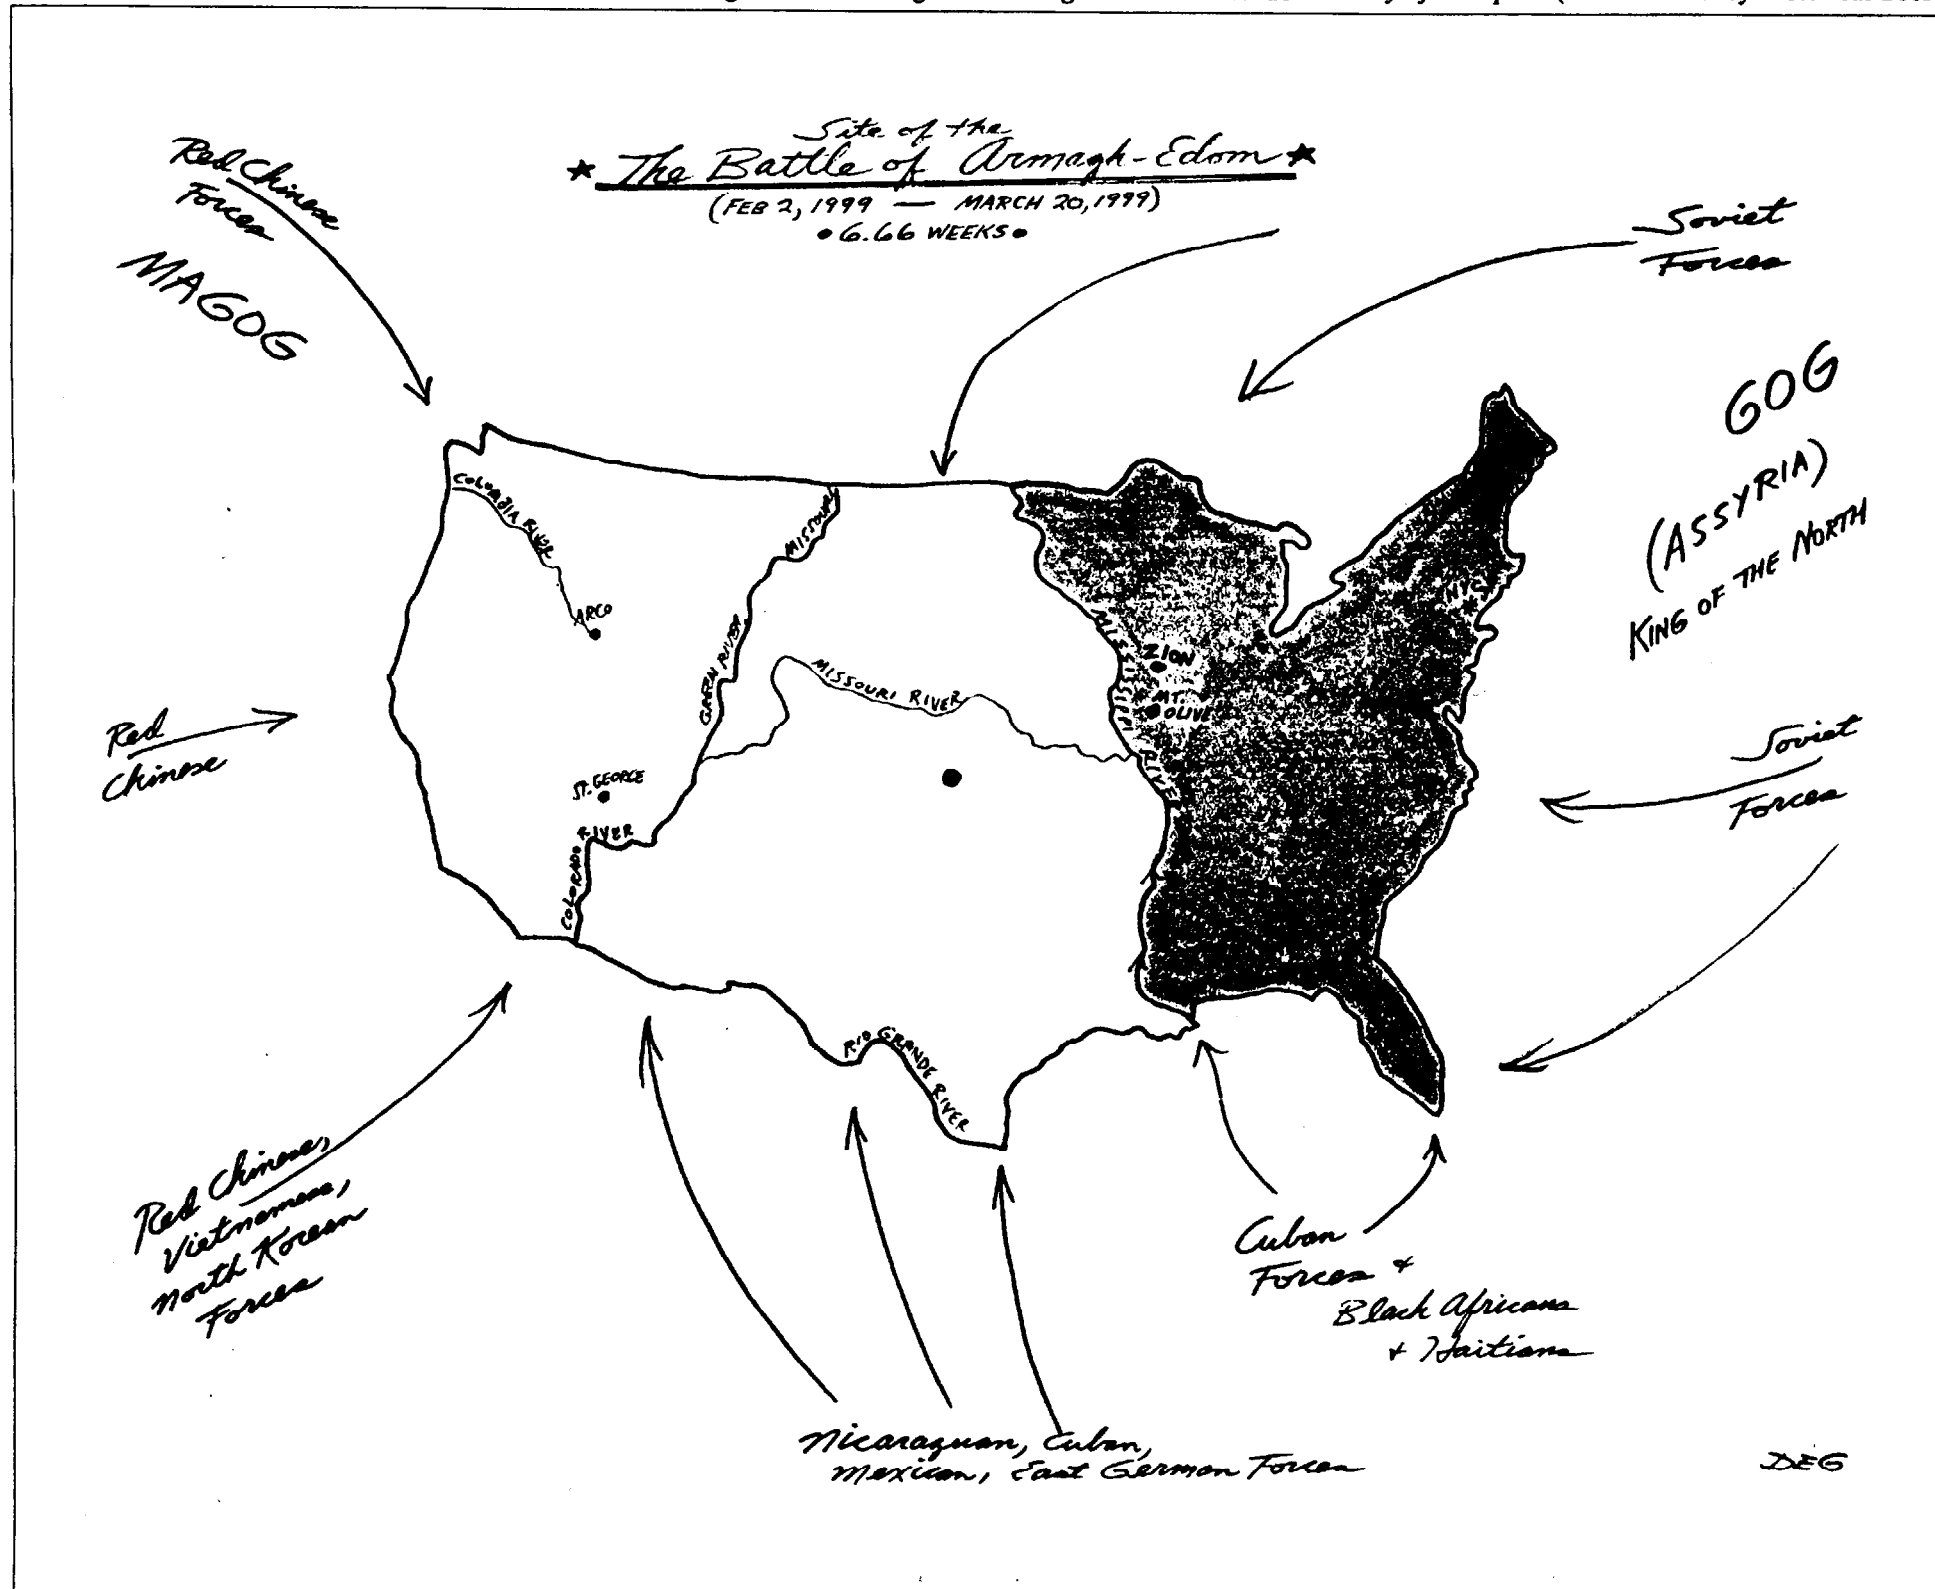 Site of the
★ The Battle of Armagh-Edom ★
(FEB 2, 1999 — MARCH 20, 1999)
• 6.66 WEEKS •
Red Chinese
Forces
MAGOG
Soviet
Forces
GOG
(ASSYRIA)
KING OF THE NORTH
COLUMBIA RIVER
MISSOURI
ARCO
GREEN RIVER
MISSOURI RIVER
MISSISSIPPI RIVER
NYC
ZION
MT.
OLIVE
Red
Chinese
ST. GEORGE
COLORADO RIVER
Soviet
Forces
RIO GRANDE RIVER
Red Chinese,
Vietnamese,
North Korean
Forces
Cuban
Forces &
Black Africans
& Haitians
Nicaraguan, Cuban,
Mexican, East German Forces
DEG